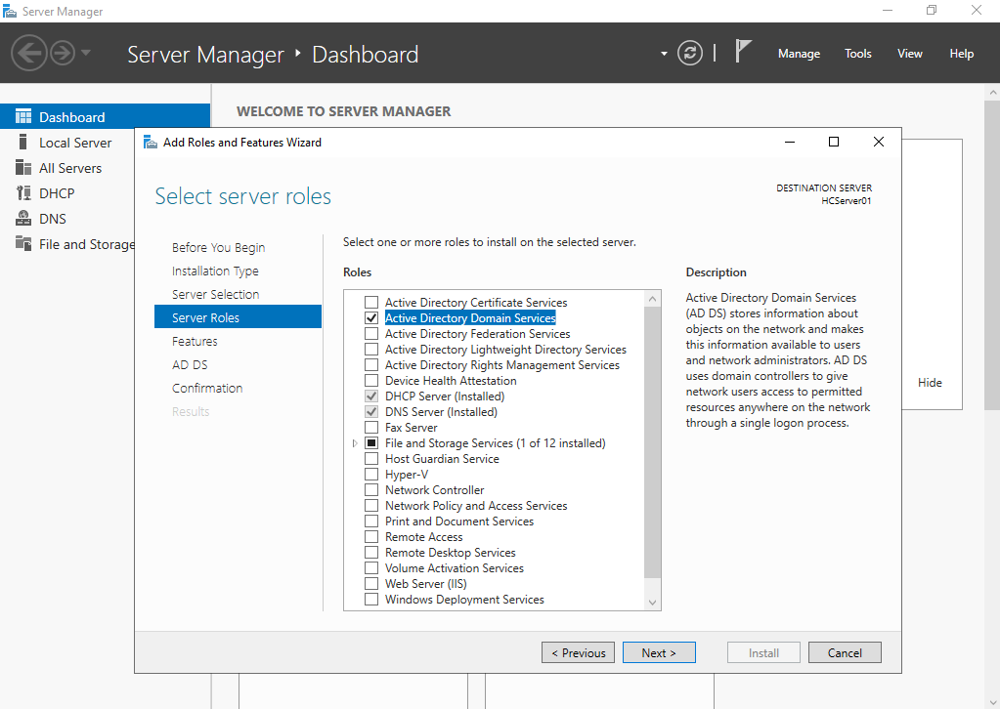 Server Manager
Server Manager ‣ Dashboard
Manage Tools View Help
Dashboard
Local Server
All Servers
DHCP
DNS
File and Storage
WELCOME TO SERVER MANAGER
Hide
Add Roles and Features Wizard
Select server roles
DESTINATION SERVER
HCServer01
Before You Begin
Installation Type
Server Selection
Server Roles
Features
AD DS
Confirmation
Results
Select one or more roles to install on the selected server.
Roles
Active Directory Certificate Services
Active Directory Domain Services
Active Directory Federation Services
Active Directory Lightweight Directory Services
Active Directory Rights Management Services
Device Health Attestation
DHCP Server (Installed)
DNS Server (Installed)
Fax Server
File and Storage Services (1 of 12 installed)
Host Guardian Service
Hyper-V
Network Controller
Network Policy and Access Services
Print and Document Services
Remote Access
Remote Desktop Services
Volume Activation Services
Web Server (IIS)
Windows Deployment Services
Description
Active Directory Domain Services
(AD DS) stores information about
objects on the network and makes
this information available to users
and network administrators. AD DS
uses domain controllers to give
network users access to permitted
resources anywhere on the network
through a single logon process.
< Previous
Next >
Install
Cancel